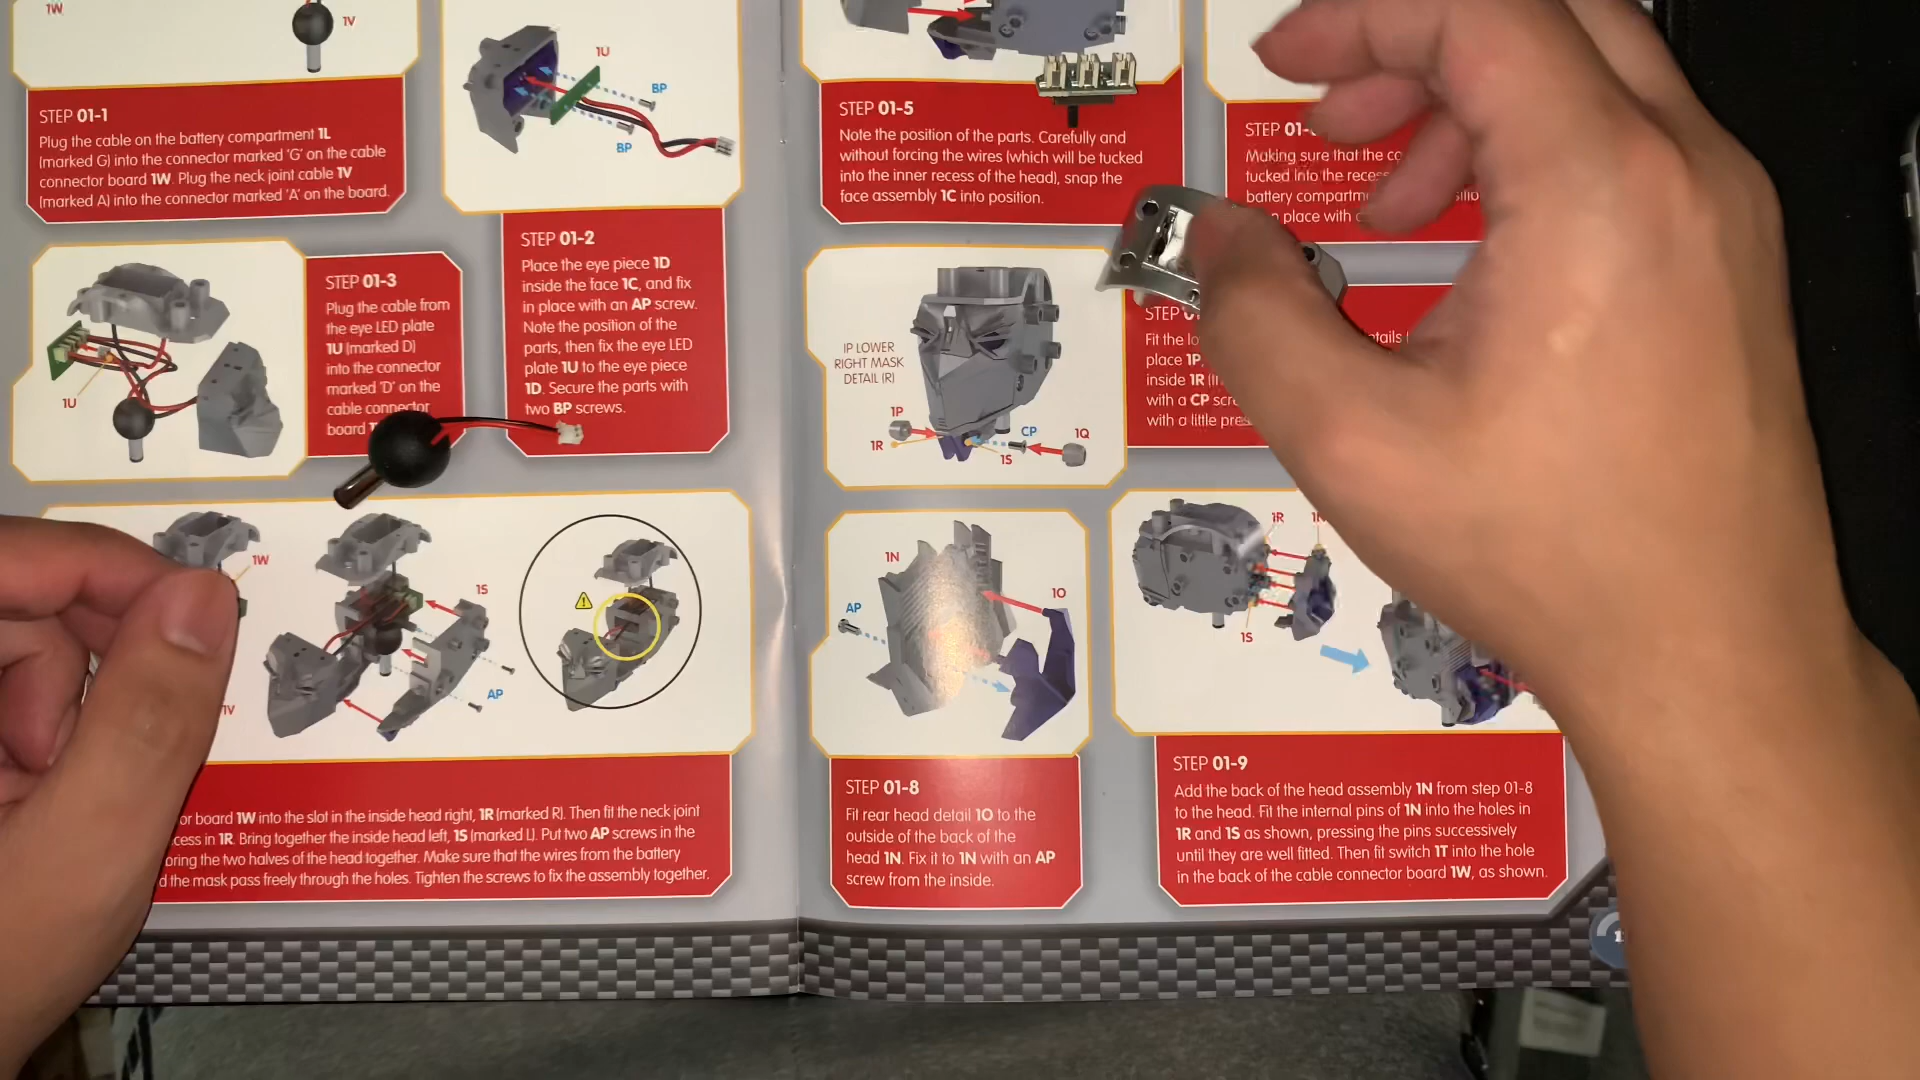 1W
1V
STEP 01-1
Plug the cable on the battery compartment 1L
(marked G) into the connector marked 'G' on the cable
connector board 1W. Plug the neck joint cable 1V
(marked A) into the connector marked 'A' on the board.
1U
BP
BP
STEP 01-2
Place the eye piece 1D
inside the face 1C, and fix
in place with an AP screw.
Note the position of the
parts, then fix the eye LED
plate 1U to the eye piece
1D. Secure the parts with
two BP screws.
1U
STEP 01-3
Plug the cable from
the eye LED plate
1U (marked D)
into the connector
marked 'D' on the
cable connector
board
1W
1V
1S
AP
or board 1W into the slot in the inside head right, 1R (marked R). Then fit the neck joint
in 1R. Bring together the inside head left, 1S (marked L). Put two AP screws in the
the two halves of the head together. Make sure that the wires from the battery
the mask pass freely through the holes. Tighten the screws to fix the assembly together.
STEP 01-5
Note the position of the parts. Carefully and
without forcing the wires (which will be tucked
into the inner recess of the head), snap the
face assembly 1C into position.
STEP
Making sure that the
tucked into the
battery
place with
1P LOWER
RIGHT MASK
DETAIL (R)
1P
1R
CP
1S
1Q
STEP
Fit the
place 1P,
inside 1R
with a CP
with a little
AP
1N
1O
STEP 01-8
Fit rear head detail 1O to the
outside of the back of the
head 1N. Fix it to 1N with an AP
screw from the inside.
1R
1S
STEP 01-9
Add the back of the head assembly 1N from step 01-8
to the head. Fit the internal pins of 1N into the holes in
1R and 1S as shown, pressing the pins successively
until they are well fitted. Then fit switch 1T into the hole
in the back of the cable connector board 1W, as shown.